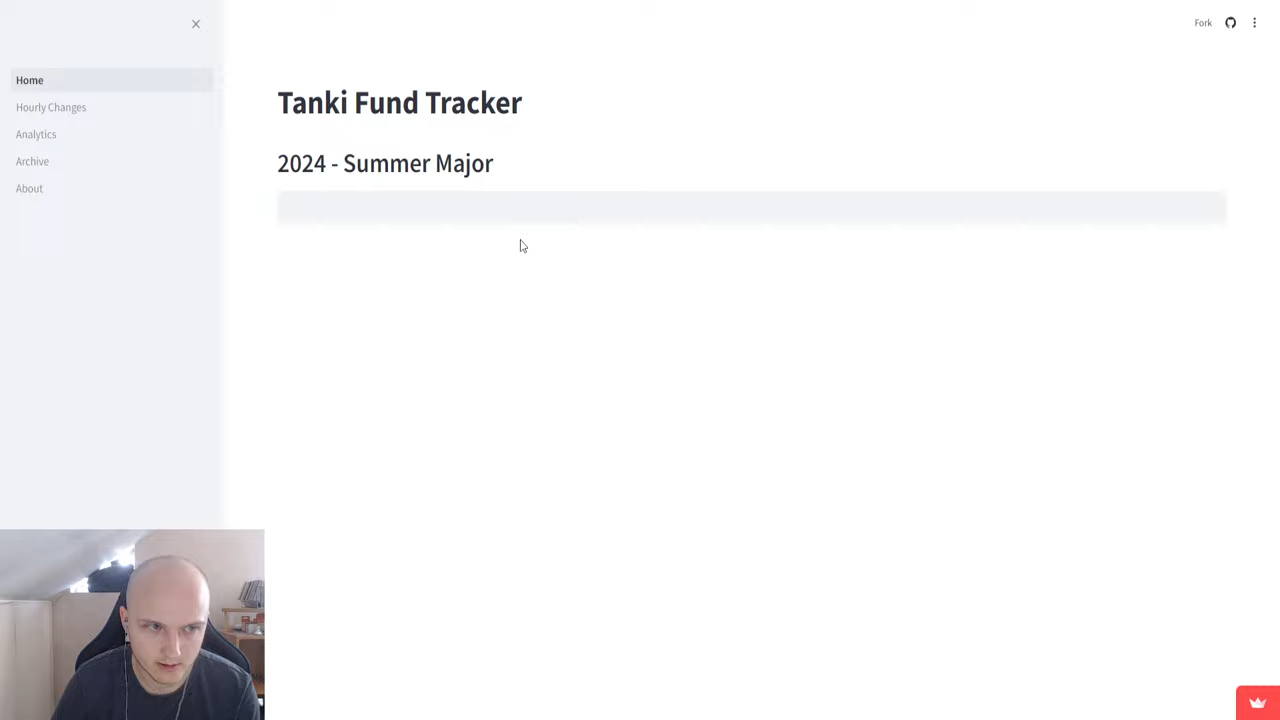 Fork
Home
Hourly Changes
Analytics
Archive
About
Tanki Fund Tracker
2024 - Summer Major